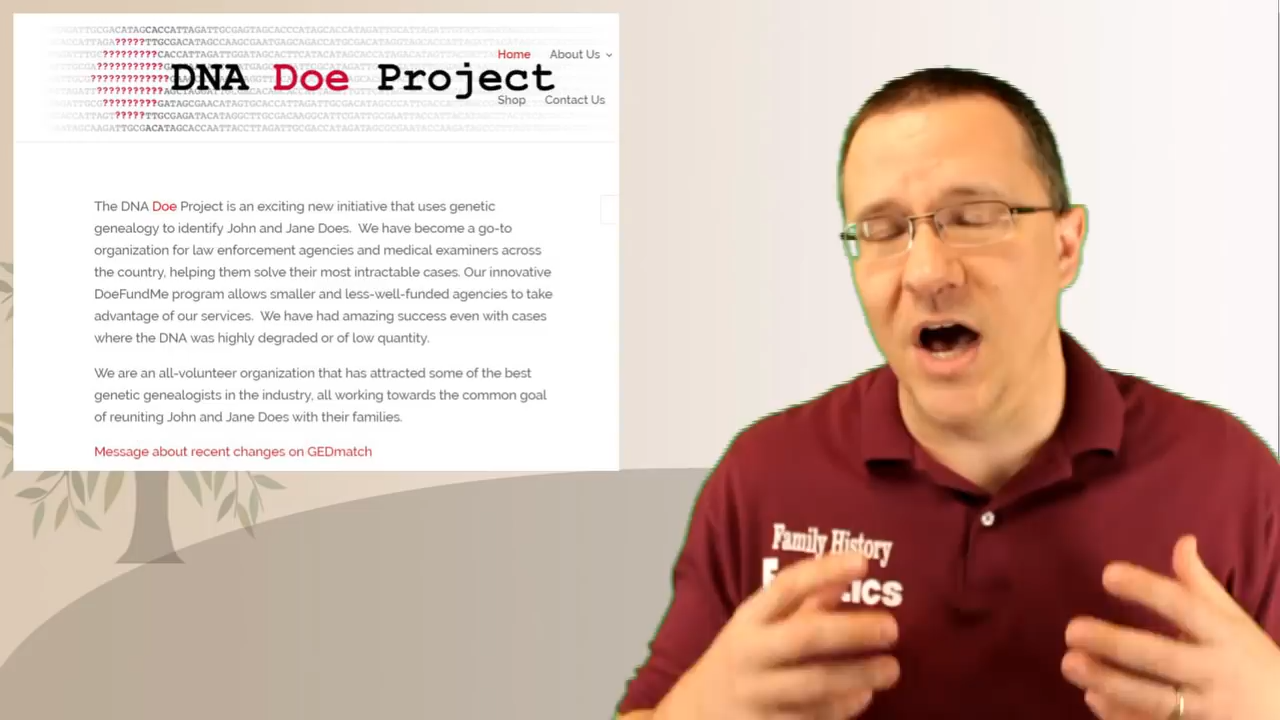 DNA Doe Project
Home About Us
Shop Contact Us
The DNA Doe Project is an exciting new initiative that uses genetic
genealogy to identify John and Jane Does. We have become a go-to
organization for law enforcement agencies and medical examiners across
the country, helping them solve their most intractable cases. Our innovative
DoeFundMe program allows smaller and less-well-funded agencies to take
advantage of our services. We have had amazing success even with cases
where the DNA was highly degraded or of low quantity.
We are an all-volunteer organization that has attracted some of the best
genetic genealogists in the industry, all working towards the common goal
of reuniting John and Jane Does with their families.
Message about recent changes on GEDmatch
Family History